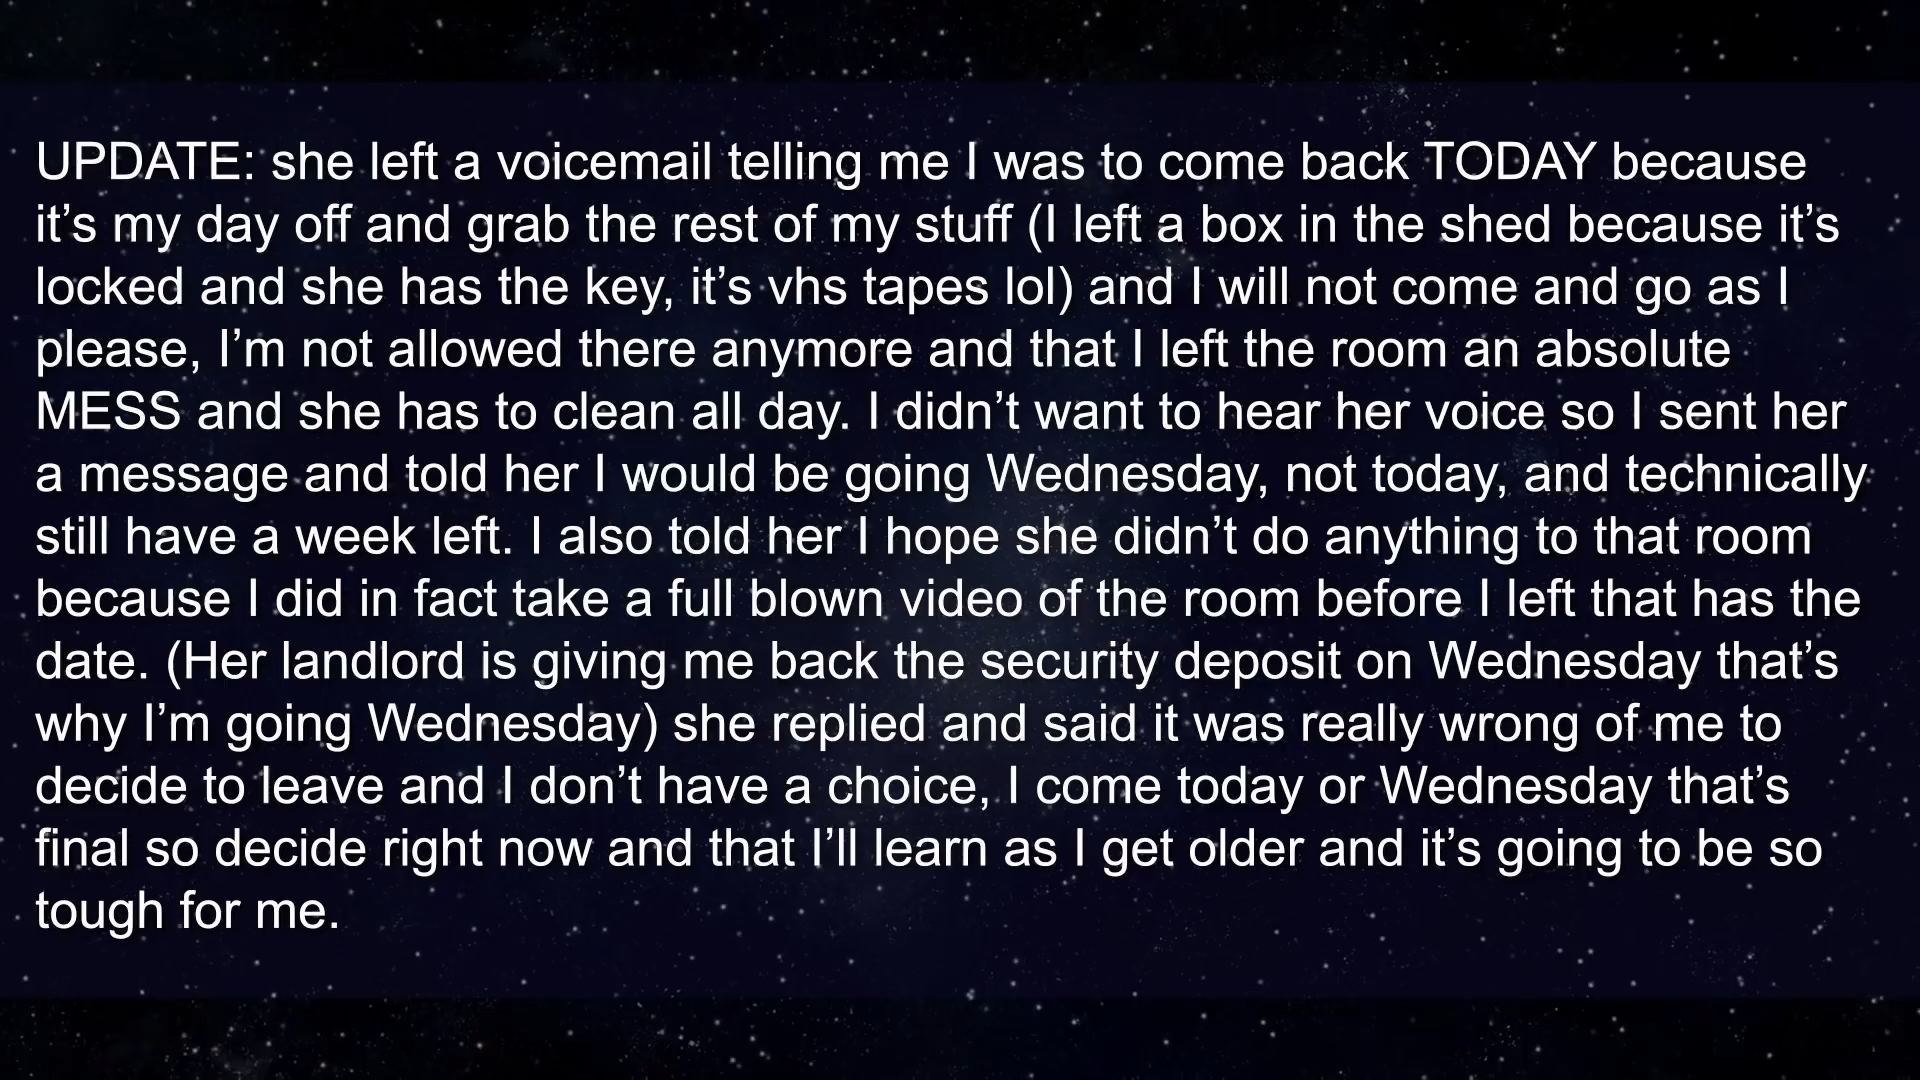 UPDATE: she left a voicemail telling me I was to come back TODAY because
it’s my day off and grab the rest of my stuff (I left a box in the shed because it’s
locked and she has the key, it’s vhs tapes lol) and I will not come and go as I
please, I’m not allowed there anymore and that I left the room an absolute
MESS and she has to clean all day. I didn’t want to hear her voice so I sent her
a message and told her I would be going Wednesday, not today, and technically
still have a week left. I also told her I hope she didn’t do anything to that room
because I did in fact take a full blown video of the room before I left that has the
date. (Her landlord is giving me back the security deposit on Wednesday that’s
why I’m going Wednesday) she replied and said it was really wrong of me to
decide to leave and I don’t have a choice, I come today or Wednesday that’s
final so decide right now and that I’ll learn as I get older and it’s going to be so
tough for me.